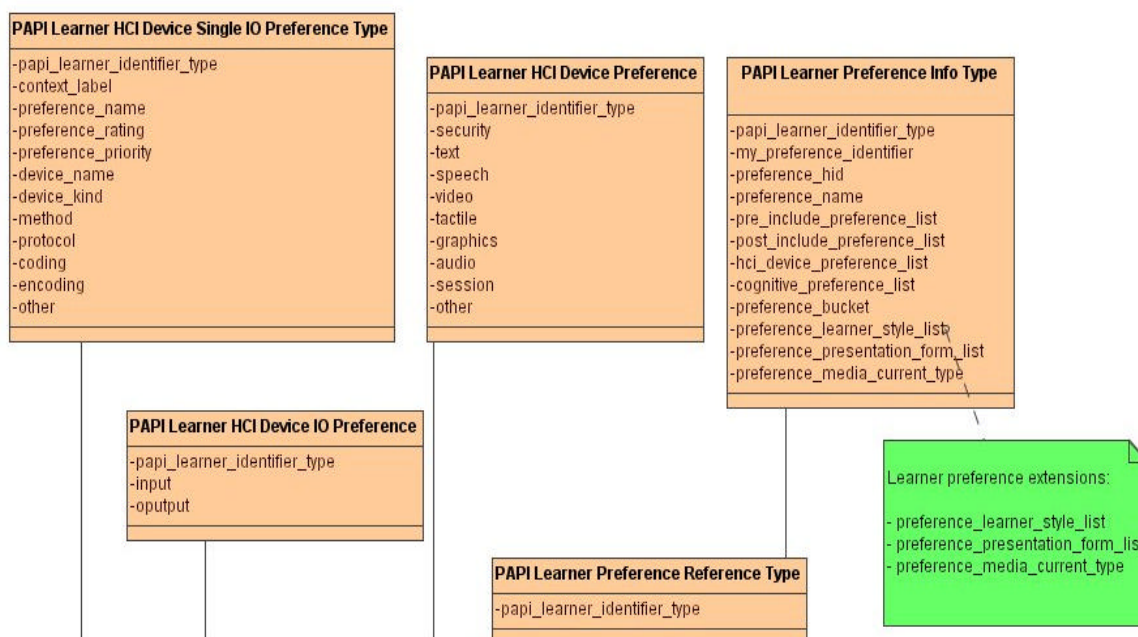 PAPI Learner HCI Device Single IO Preference Type
-papi_learner_identifier_type
-context_label
-preference_name
-preference_rating
-preference_priority
-device_name
-device_kind
-method
-protocol
-coding
-encoding
-other
PAPI Learner HCI Device Preference
-papi_learner_identifier_type
-security
-text
-speech
-video
-tactile
-graphics
-audio
-session
-other
PAPI Learner Preference Info Type
-papi_learner_identifier_type
-my_preference_identifier
-preference_hid
-preference_name
-pre_include_preference_list
-post_include_preference_list
-hci_device_preference_list
-cognitive_preference_list
-preference_bucket
-preference_learner_style_list
-preference_presentation_form_list
-preference_media_current_type
PAPI Learner HCI Device IO Preference
-papi_learner_identifier_type
-input
-oputput
Learner preference extensions:
- preference_learner_style_list
- preference_presentation_form_lis
- preference_media_current_type
PAPI Learner Preference Reference Type
-papi_learner_identifier_type